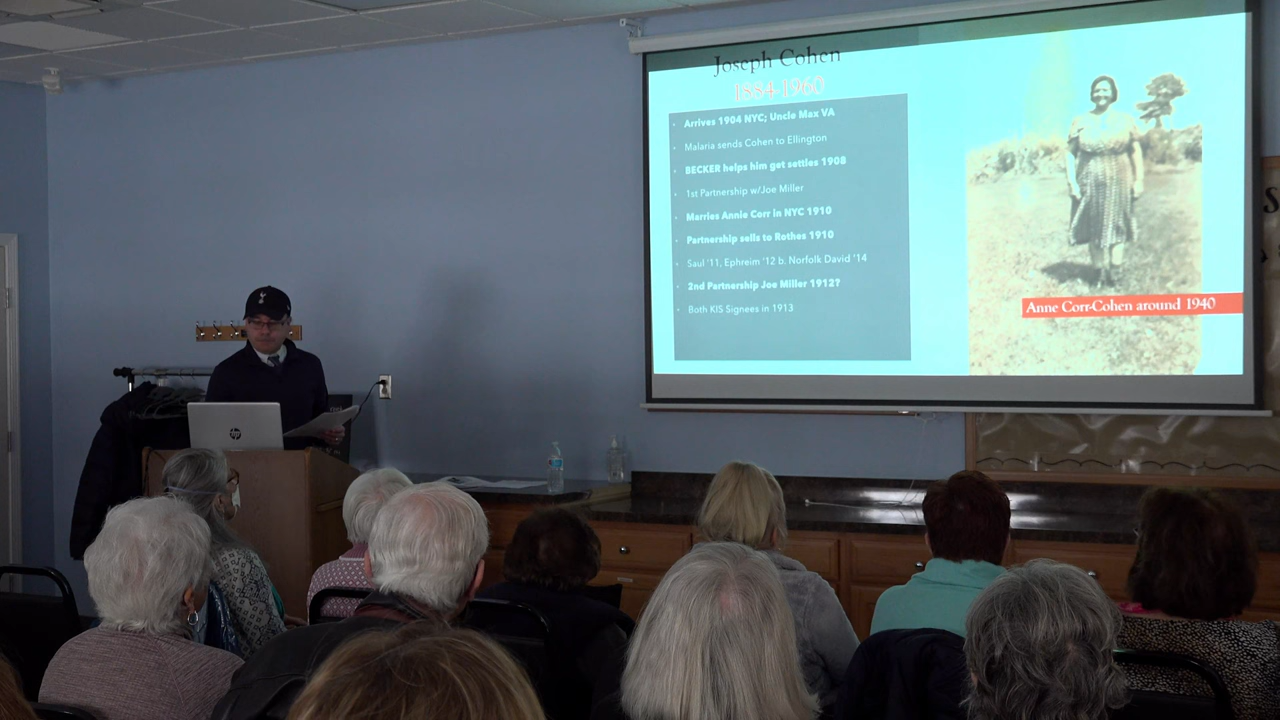 Joseph Cohen
1884-1960
Arrives 1904 NYC; Uncle Max VA
Malaria sends Cohen to Ellington
BECKER helps him get settles 1908
1st Partnership w/Joe Miller
Marries Annie Corr in NYC 1910
Partnership sells to Rothes 1910
Saul '11, Ephreim '12 b. Norfolk David '14
2nd Partnership Joe Miller 1912?
Both KIS Signees in 1913
Anne Corr-Cohen around 1940
hp